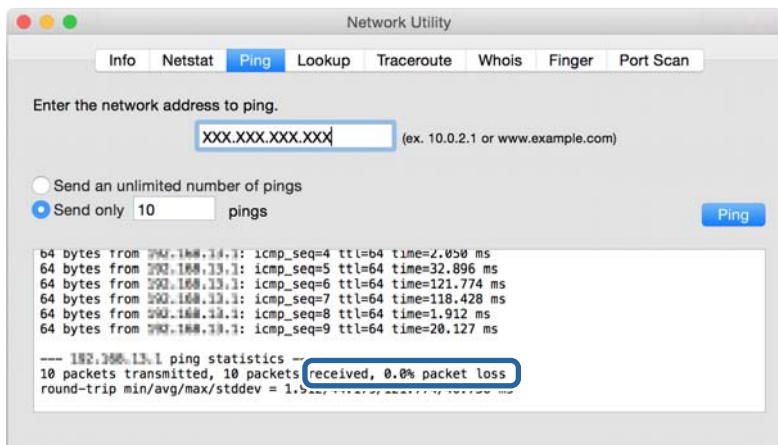 Network Utility
Info Netstat Ping Lookup Traceroute Whois Finger Port Scan
Enter the network address to ping.
XXX.XXX.XXX.XXX (ex. 10.0.2.1 or www.example.com)
Send an unlimited number of pings
Send only 10 pings
Ping
64 bytes from : icmp_seq=4 ttl=64 time=2.050 ms
64 bytes from : icmp_seq=5 ttl=64 time=32.896 ms
64 bytes from : icmp_seq=6 ttl=64 time=121.774 ms
64 bytes from : icmp_seq=7 ttl=64 time=118.428 ms
64 bytes from : icmp_seq=8 ttl=64 time=1.912 ms
64 bytes from : icmp_seq=9 ttl=64 time=20.127 ms
--- ping statistics --
10 packets transmitted, 10 packets received, 0.0% packet loss
round-trip min/avg/max/stddev = ms